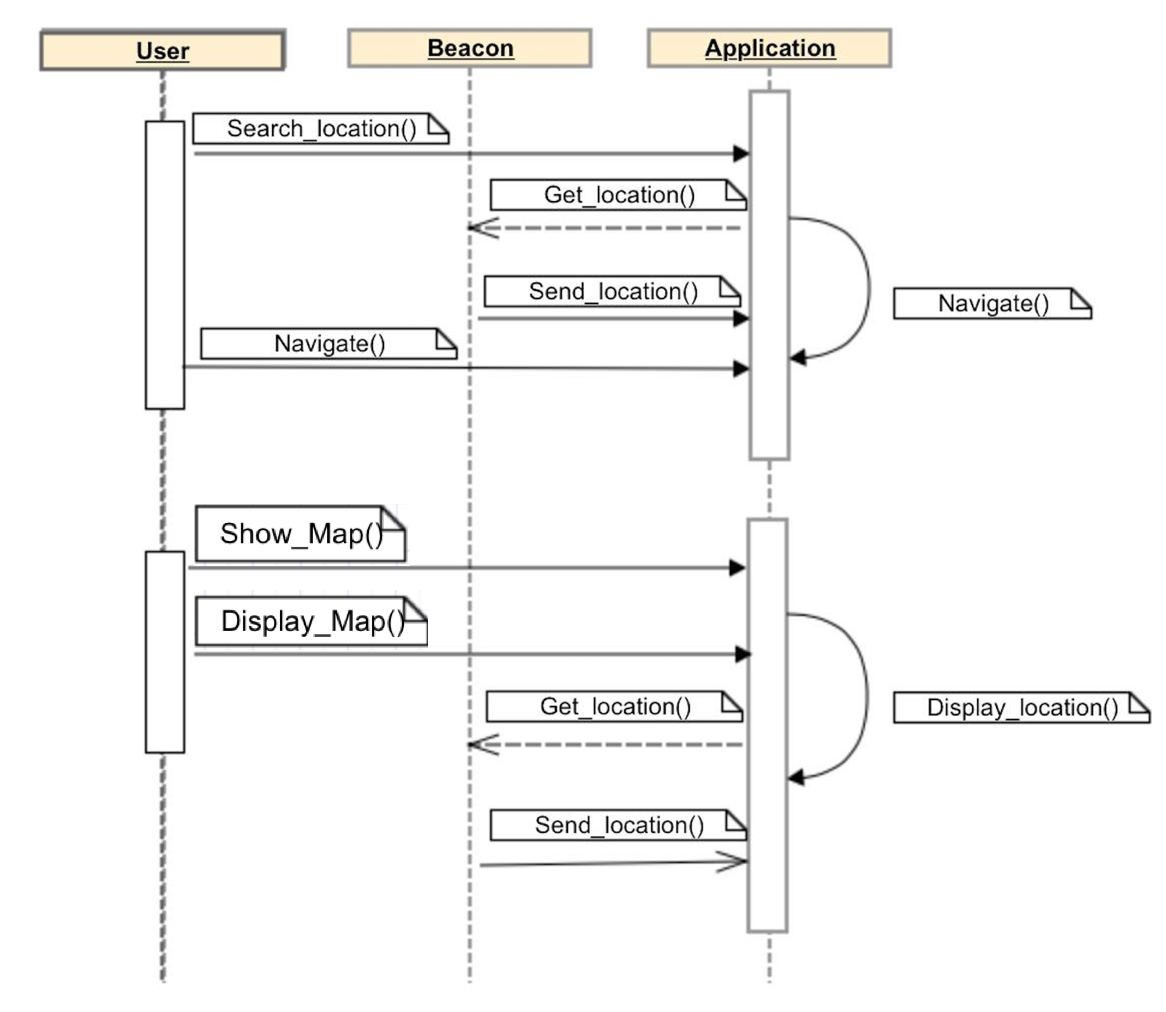 User
Beacon
Application
Search_location()
Get_location()
Send_location()
Navigate()
Navigate()
Show_Map()
Display_Map()
Get_location()
Display_location()
Send_location()